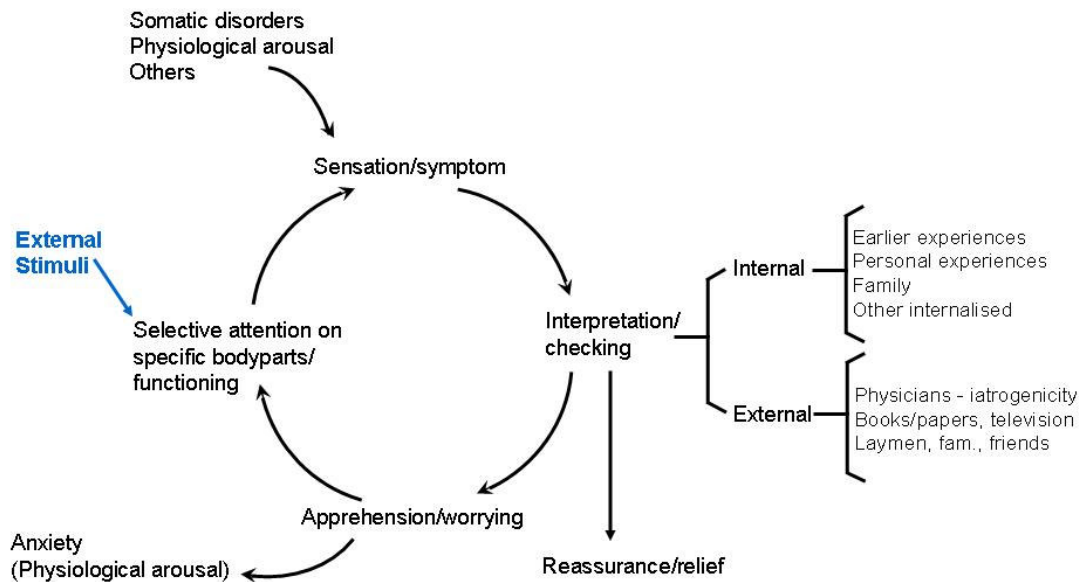 Somatic disorders
Physiological arousal
Others
Sensation/symptom
External
Stimuli
Selective attention on
specific bodyparts/
functioning
Interpretation/
checking
Internal
Earlier experiences
Personal experiences
Family
Other internalised
External
Physicians - iatrogenicity
Books/papers, television
Laymen, fam., friends
Apprehension/worrying
Anxiety
(Physiological arousal)
Reassurance/relief